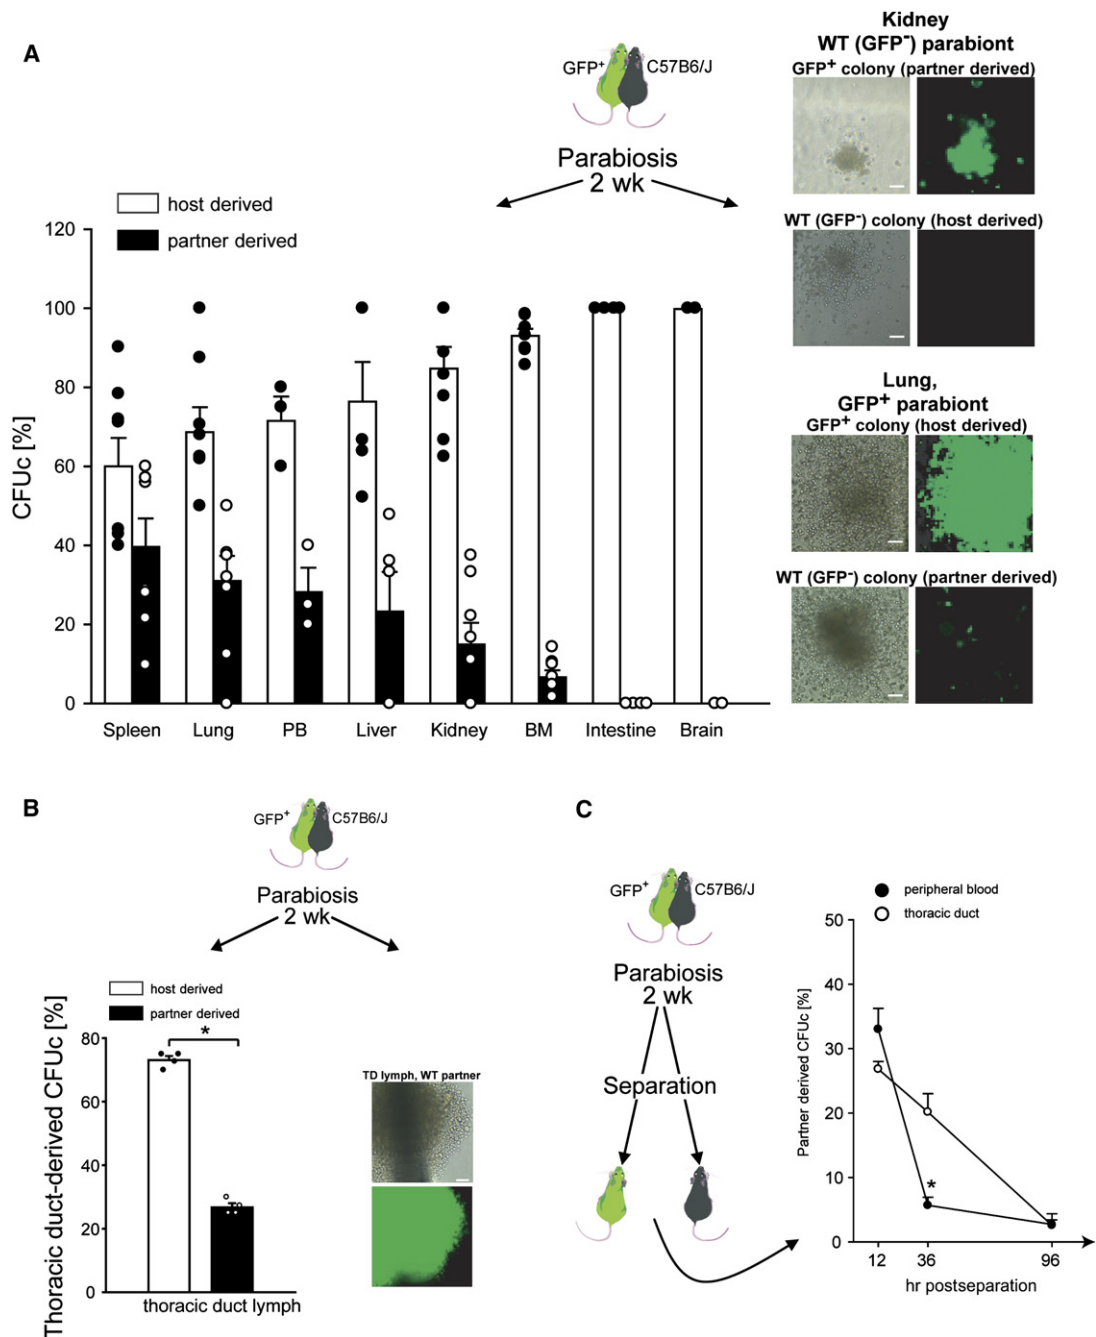 A
GFP+ C57B6/J
Parabiosis
2 wk
host derived
partner derived
CFUc [%]
120
100
80
60
40
20
0
Spleen Lung PB Liver Kidney BM Intestine Brain
Kidney
WT (GFP-) parabiont
GFP+ colony (partner derived)
WT (GFP-) colony (host derived)
Lung,
GFP+ parabiont
GFP+ colony (host derived)
WT (GFP-) colony (partner derived)
B
GFP+ C57B6/J
Parabiosis
2 wk
host derived
partner derived
Thoracic duct-derived CFUc [%]
80
60
40
20
0
*
thoracic duct lymph
TD lymph, WT partner
C
GFP+ C57B6/J
Parabiosis
2 wk
Separation
peripheral blood
thoracic duct
Partner derived CFUc [%]
50
40
30
20
10
0
*
12 36 96
hr postseparation